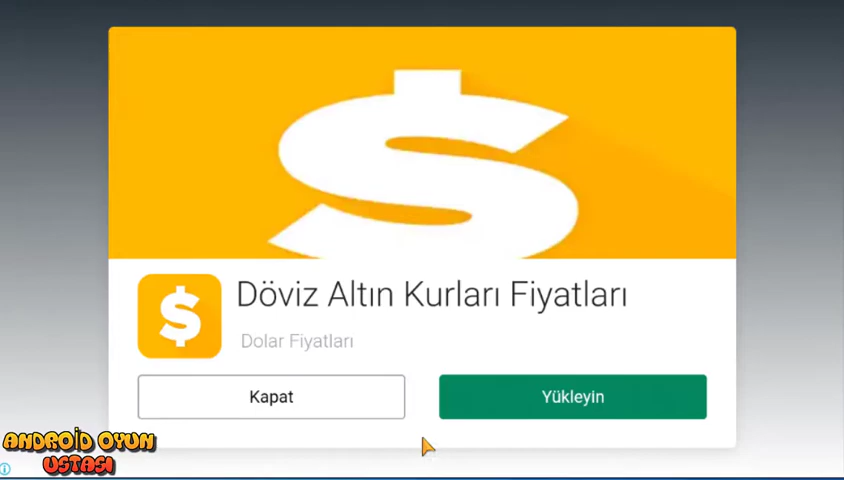 $
$
Döviz Altın Kurları Fiyatları
Dolar Fiyatları
Kapat
Yükleyin
ANDROİD OYUN
USTASI